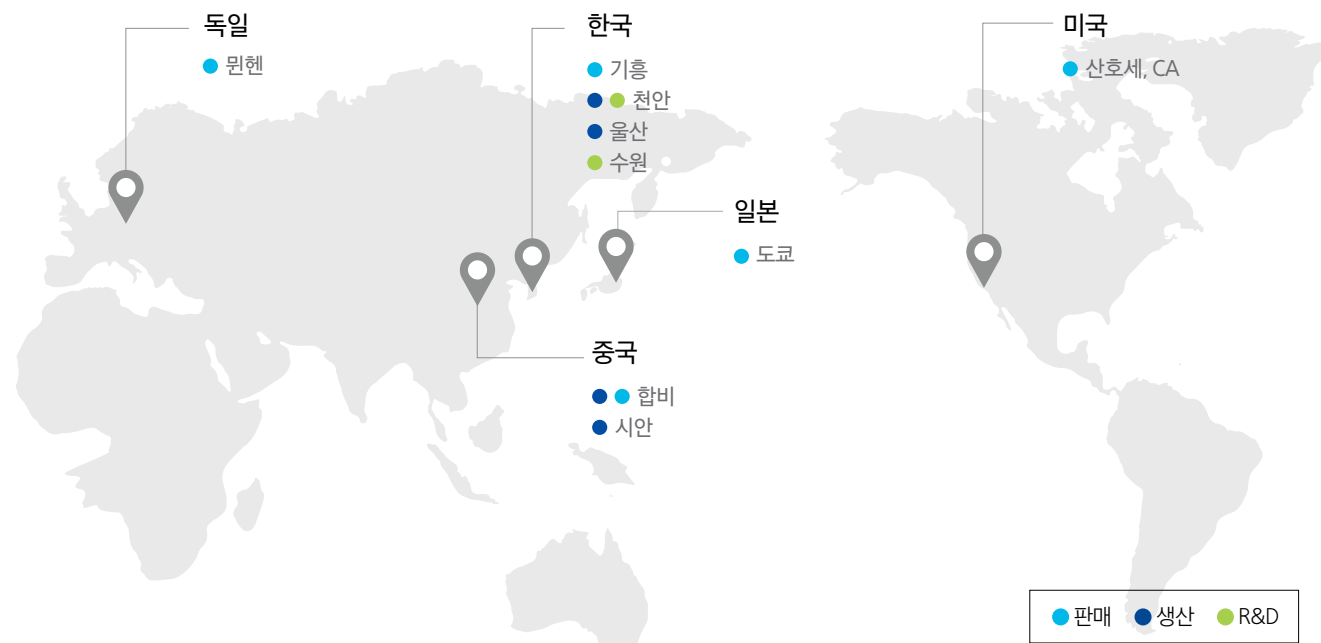 독일
뮌헨
한국
기흥
천안
울산
수원
일본
도쿄
중국
합비
시안
미국
산호세, CA
판매 생산 R&D